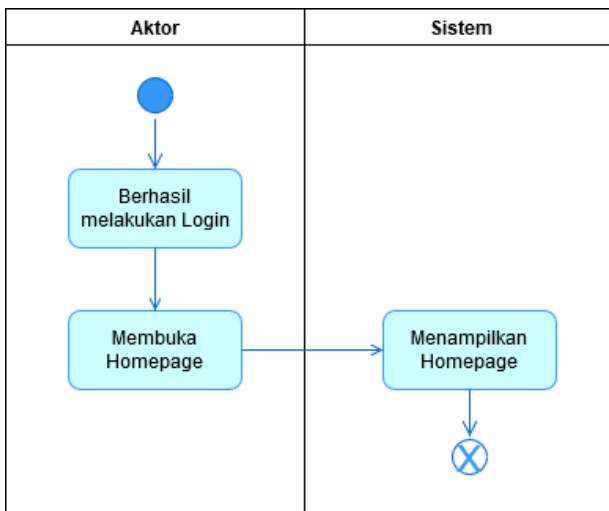 Aktor
Sistem
Berhasil
melakukan Login
Membuka
Homepage
Menampilkan
Homepage